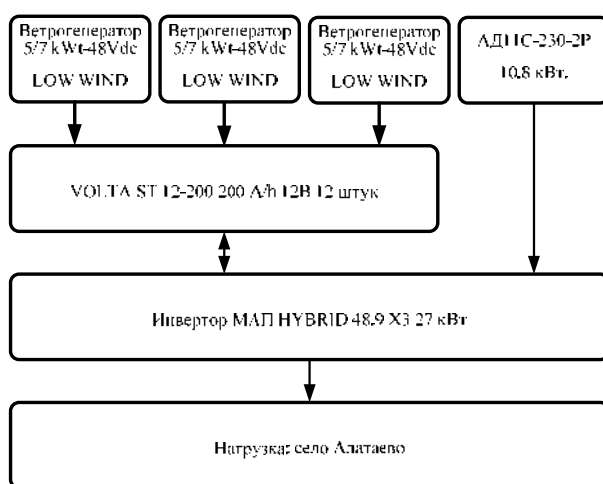 Ветрогенератор
5/7 kWt-48Vdc
LOW WIND
Ветрогенератор
5/7 kWt-48Vdc
LOW WIND
Ветрогенератор
5/7 kWt-48Vdc
LOW WIND
АДПС-230-2Р
10.8 кВт.
VOLTA ST 12-200 200 A/h 12В 12 штук
Инвертор МАП HYBRID 48.9 X3 27 кВт
Нагрузка: село Алатаево